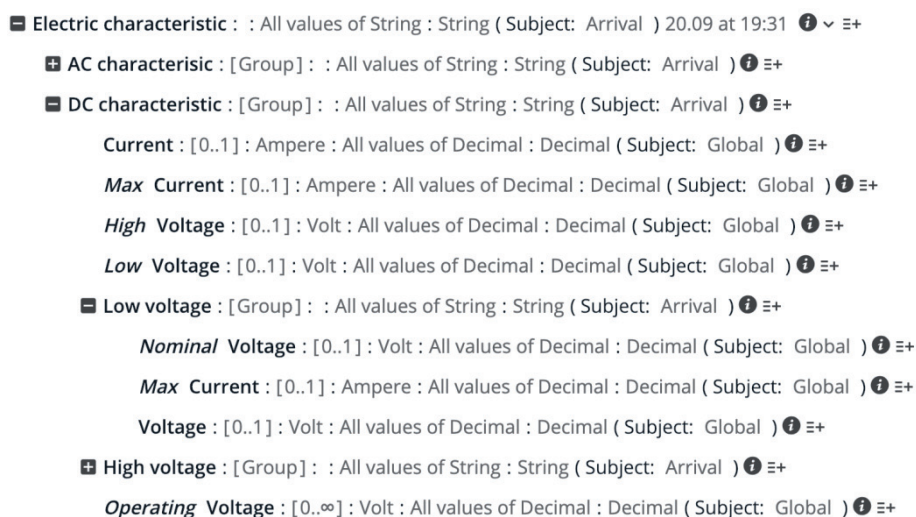 Electric characteristic : : All values of String : String ( Subject: Arrival ) 20.09 at 19:31
AC characterisic : [Group] : : All values of String : String ( Subject: Arrival )
DC characteristic : [Group] : : All values of String : String ( Subject: Arrival )
Current : [0..1] : Ampere : All values of Decimal : Decimal ( Subject: Global )
Max Current : [0..1] : Ampere : All values of Decimal : Decimal ( Subject: Global )
High Voltage : [0..1] : Volt : All values of Decimal : Decimal ( Subject: Global )
Low Voltage : [0..1] : Volt : All values of Decimal : Decimal ( Subject: Global )
Low voltage : [Group] : : All values of String : String ( Subject: Arrival )
Nominal Voltage : [0..1] : Volt : All values of Decimal : Decimal ( Subject: Global )
Max Current : [0..1] : Ampere : All values of Decimal : Decimal ( Subject: Global )
Voltage : [0..1] : Volt : All values of Decimal : Decimal ( Subject: Global )
High voltage : [Group] : : All values of String : String ( Subject: Arrival )
Operating Voltage : [0..∞] : Volt : All values of Decimal : Decimal ( Subject: Global )